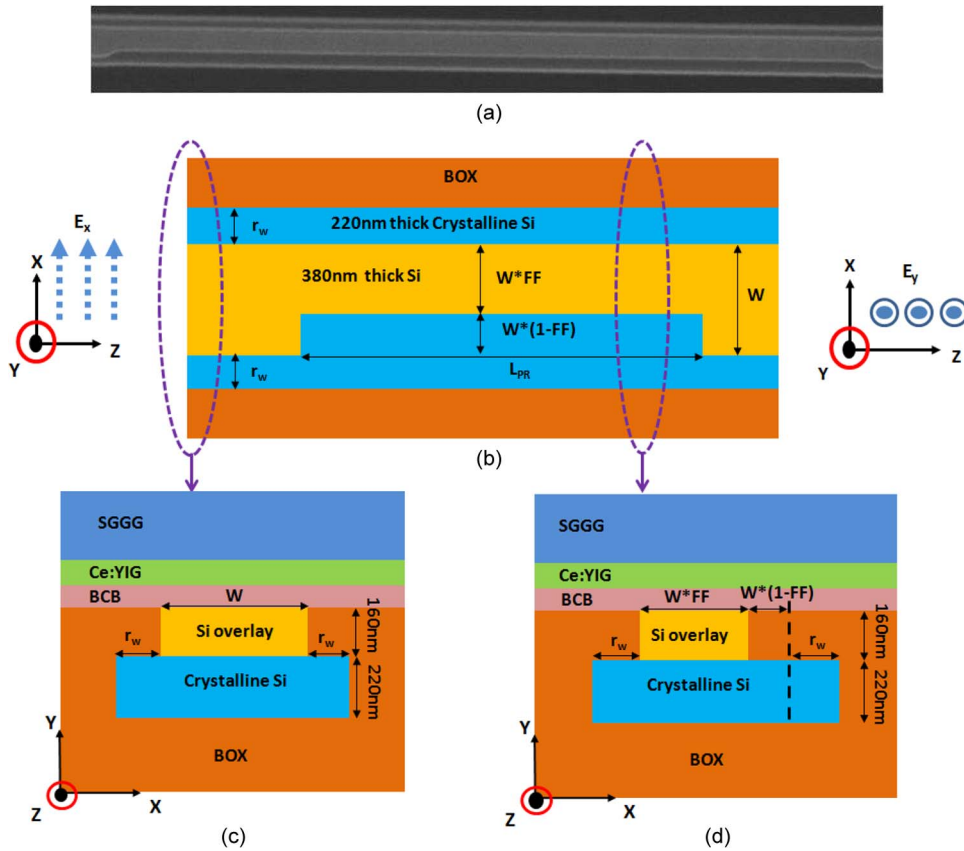 (a)
BOX
r_w
220nm thick Crystalline Si
E_x
X
Y
Z
380nm thick Si
W*FF
W
W*(1-FF)
r_w
L_PR
E_y
X
Y
Z
(b)
SGGG
Ce:YIG
BCB
W
r_w
Si overlay
r_w
160nm
Crystalline Si
220nm
BOX
Y
Z
X
(c)
SGGG
Ce:YIG
BCB
W*FF
W*(1-FF)
r_w
Si overlay
r_w
160nm
Crystalline Si
220nm
BOX
Y
Z
X
(d)